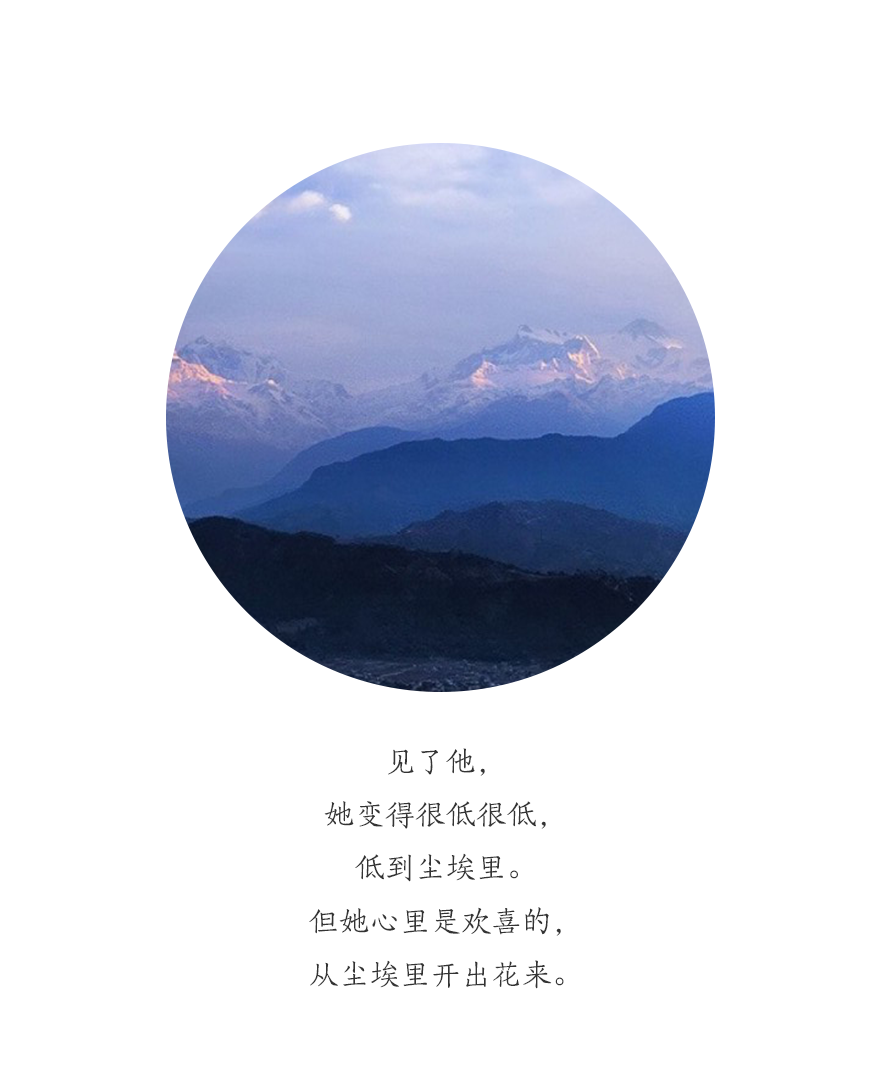 见了他，
她变得很低很低，
低到尘埃里。
但她心里是欢喜的，
从尘埃里开出花来。